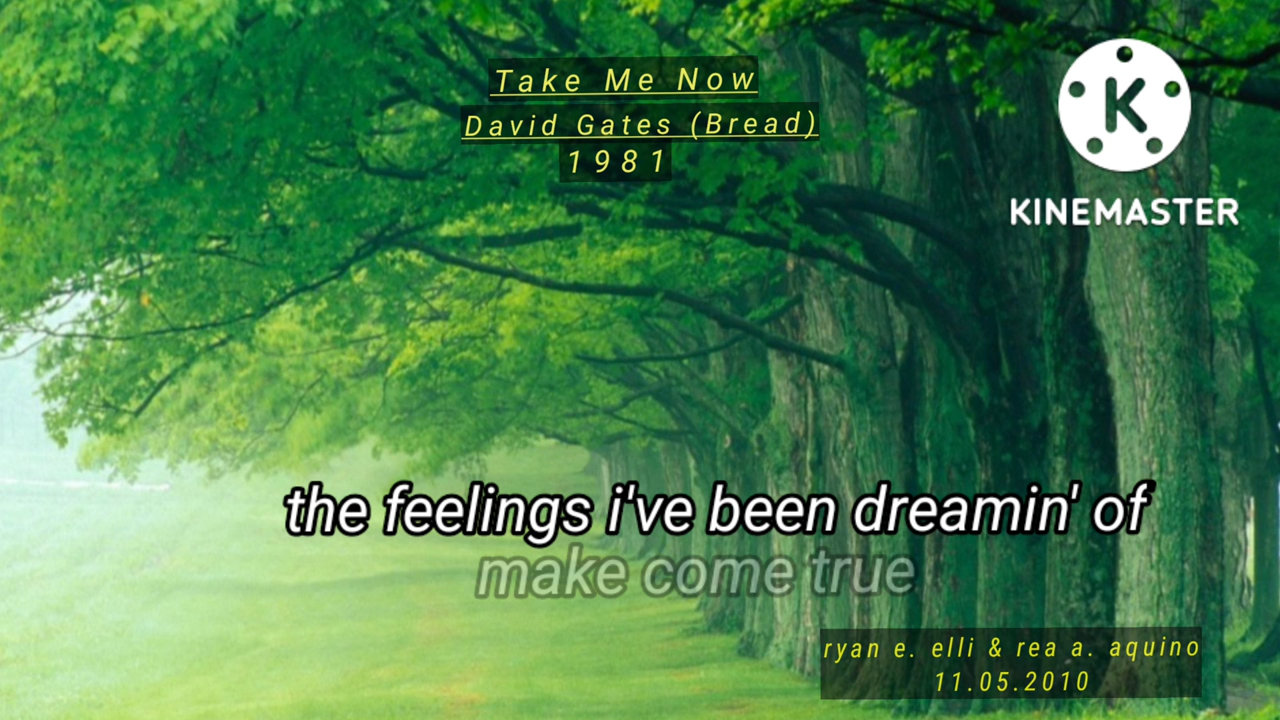 Take Me Now
David Gates (Bread)
1981
K
KINEMASTER
the feelings i've been dreamin' of
make come true
ryan e. elli & rea a. aquino
11.05.2010